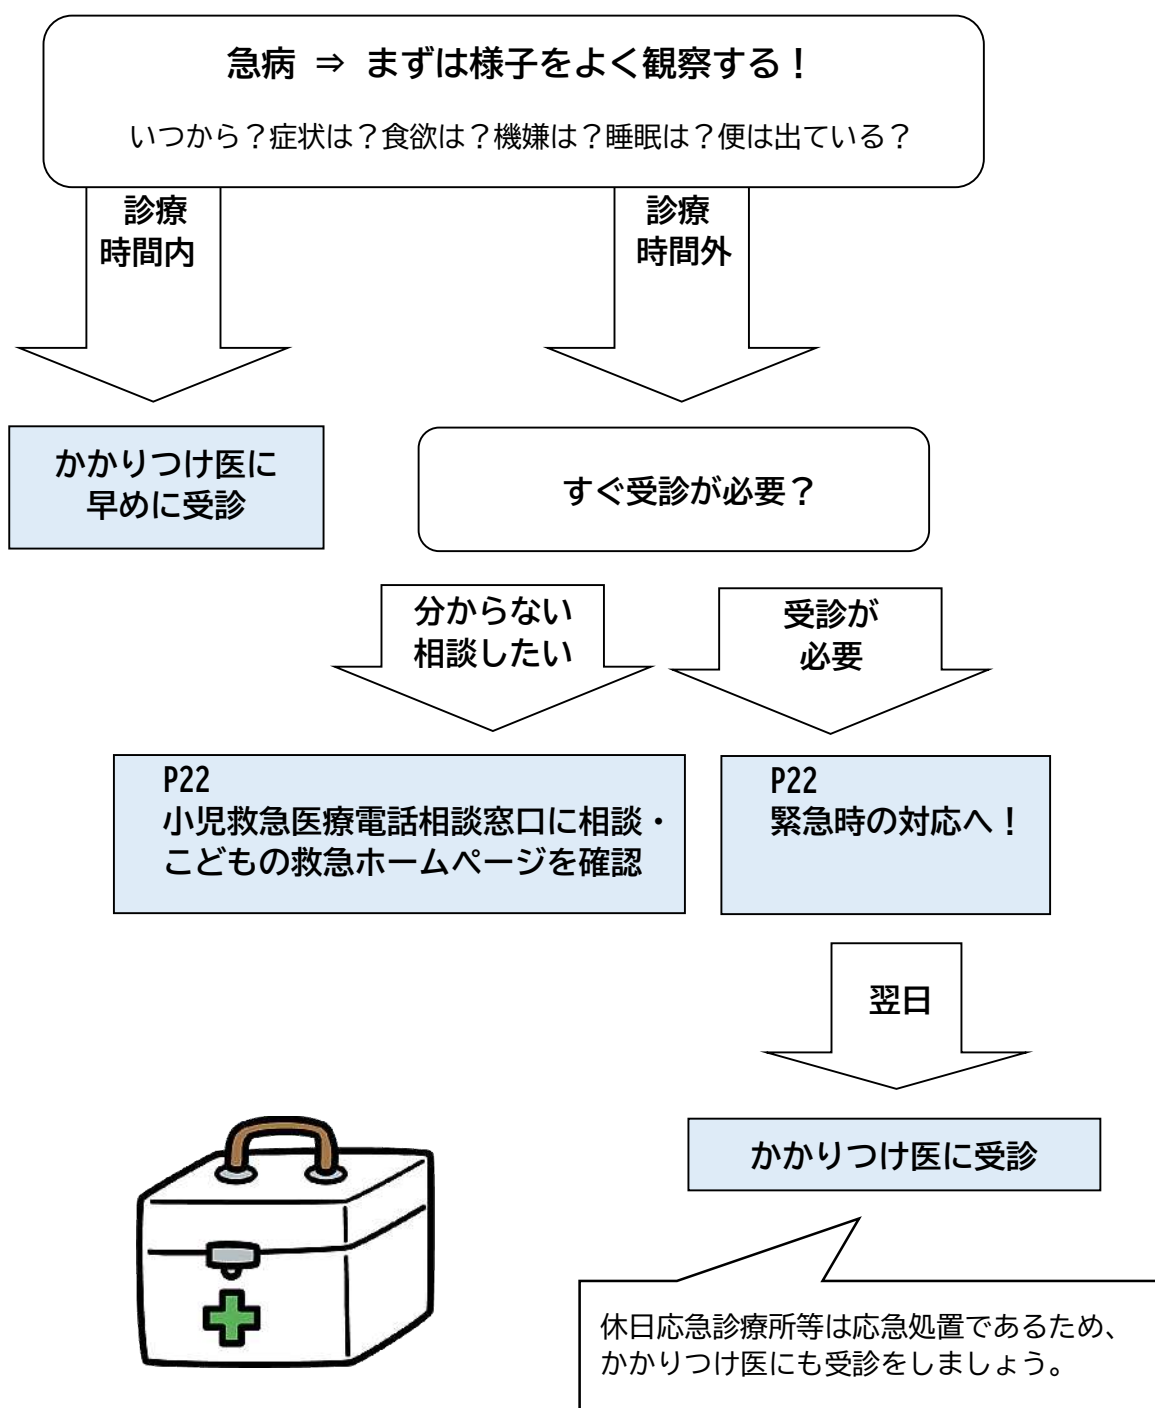 急病 ⇒ まずは様子をよく観察する！
いつから？症状は？食欲は？機嫌は？睡眠は？便は出ている？
診療
時間内
診療
時間外
かかりつけ医に
早めに受診
すぐ受診が必要？
分からない
相談したい
受診が
必要
P22
小児救急医療電話相談窓口に相談・
こどもの救急ホームページを確認
P22
緊急時の対応へ！
翌日
かかりつけ医に受診
休日応急診療所等は応急処置であるため、
かかりつけ医にも受診をしましょう。